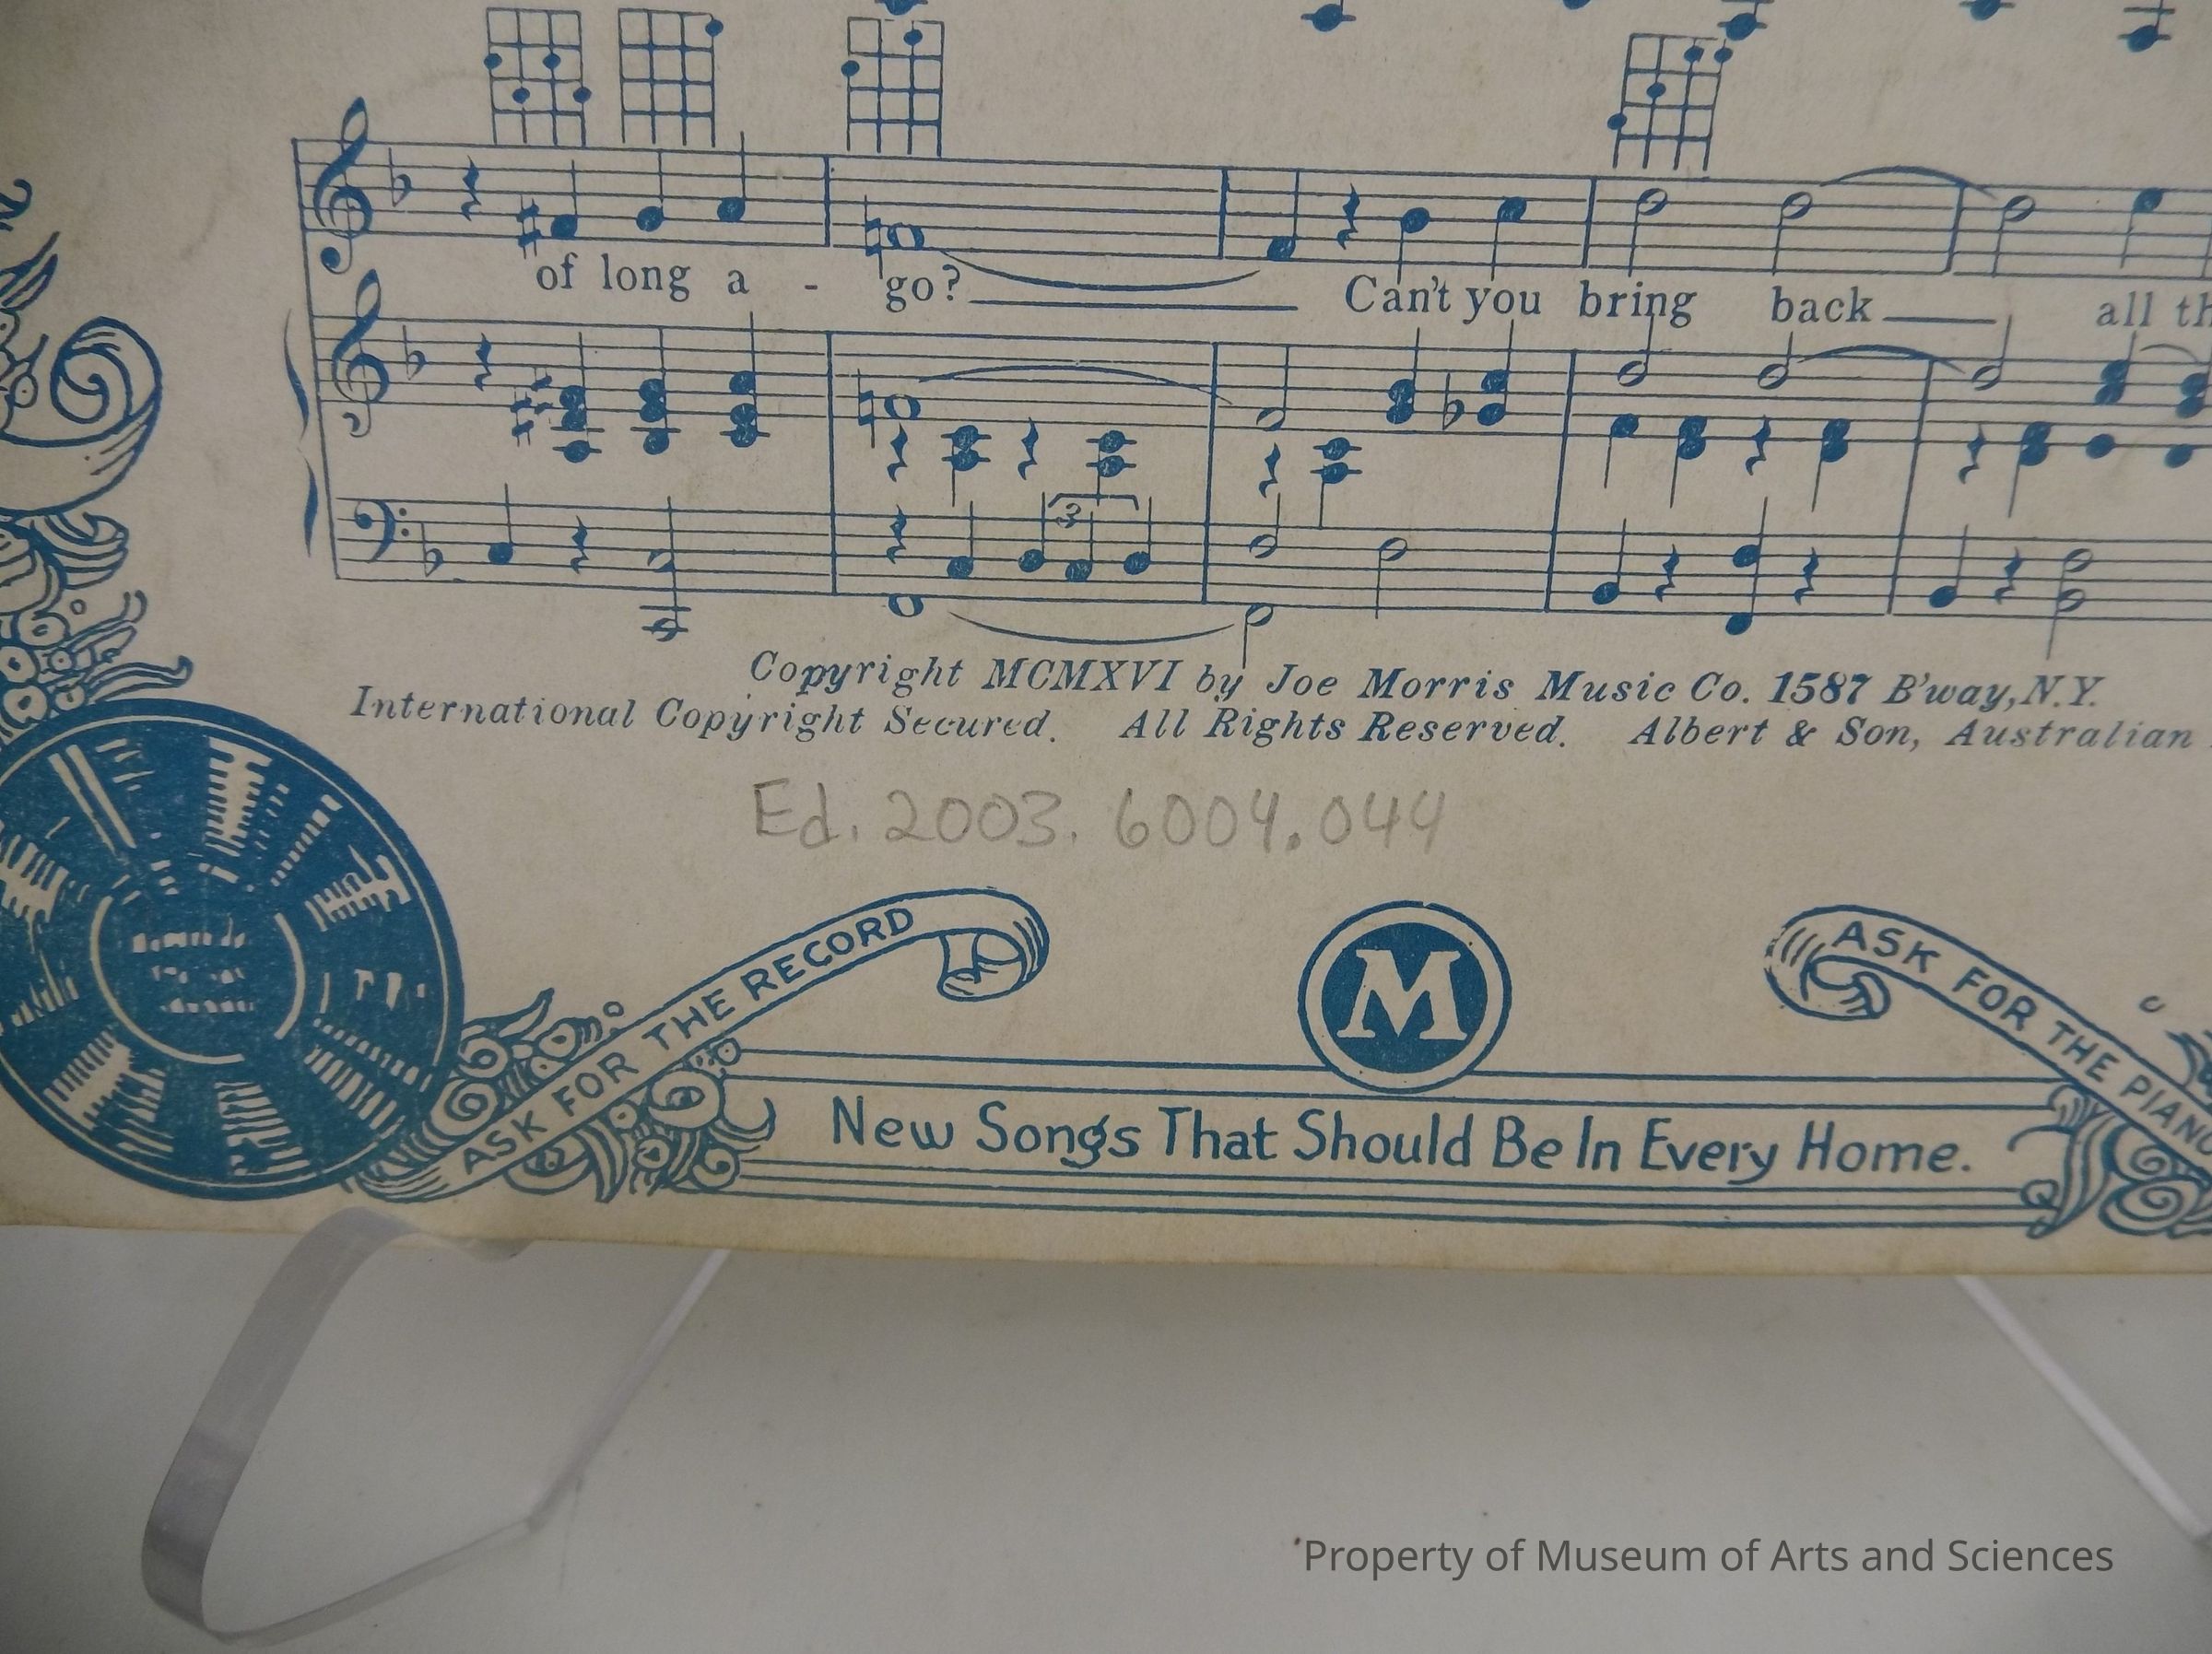 of long a - go? Can't you bring back all th
3
Copyright MCMXVI by Joe Morris Music Co. 1587 B'way, N.Y.
International Copyright Secured. All Rights Reserved. Albert & Son, Australian
Ed. 2003. 6004.044
ASK FOR THE RECORD
M
ASK FOR THE PIANO
New Songs That Should Be In Every Home.
Property of Museum of Arts and Sciences